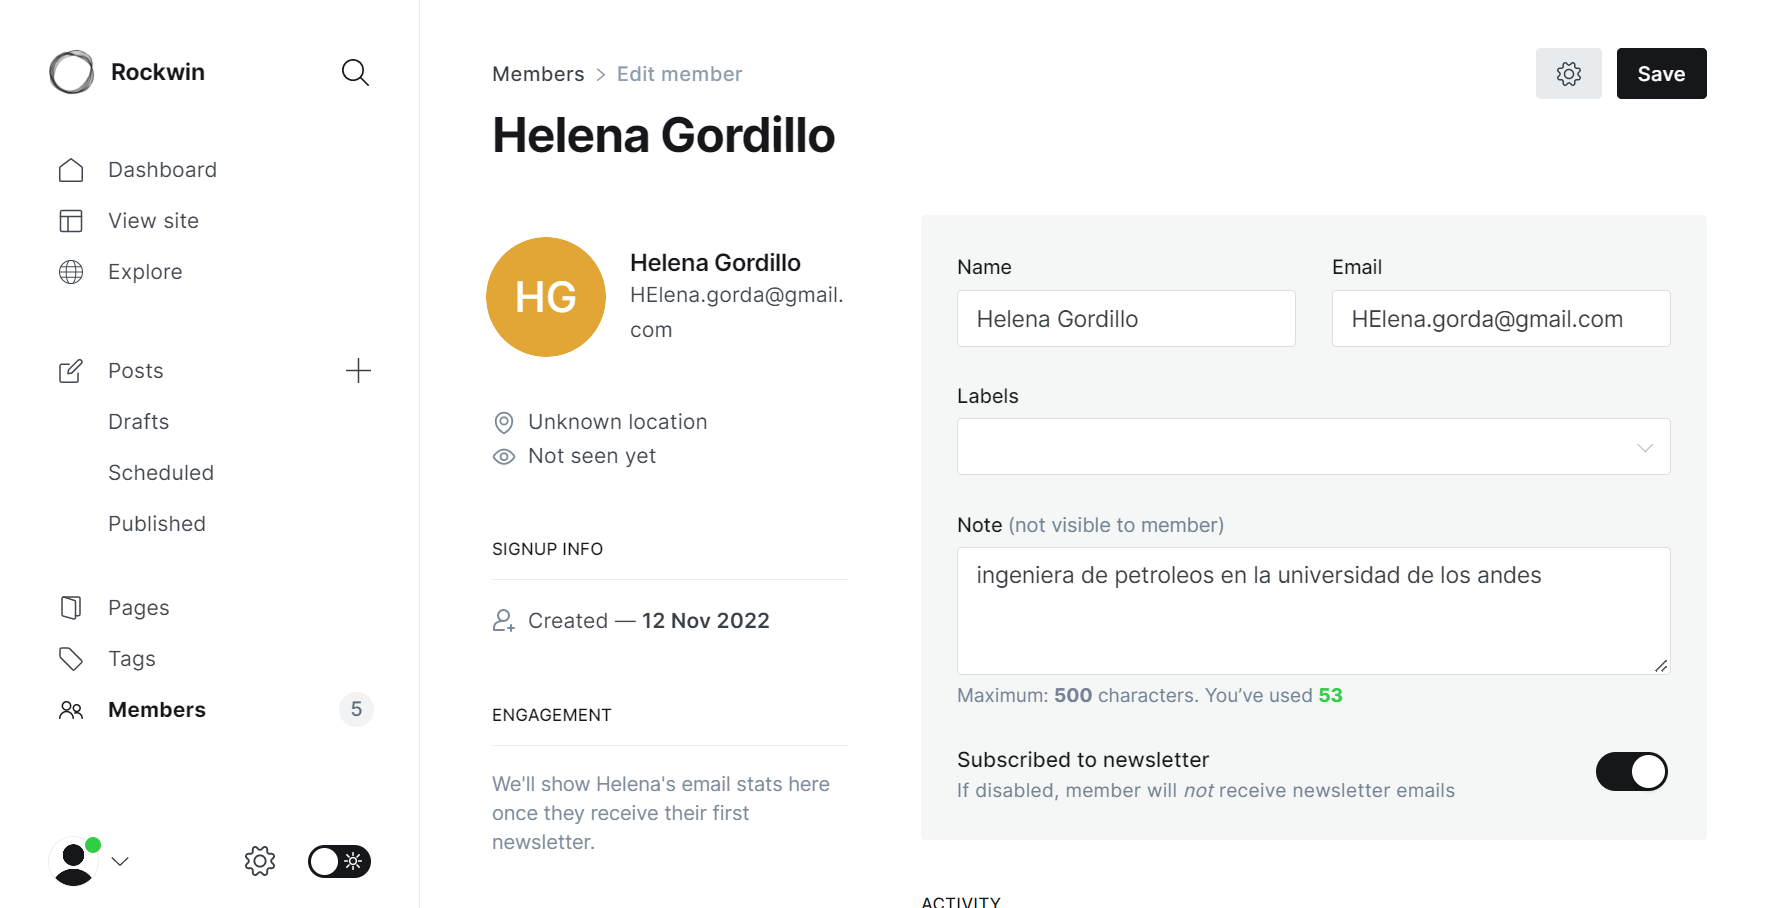 Rockwin
Dashboard
View site
Explore
Posts
Drafts
Scheduled
Published
Pages
Tags
Members 5
Members > Edit member
Save
Helena Gordillo
HG
Helena Gordillo
HElena.gorda@gmail.
com
Unknown location
Not seen yet
SIGNUP INFO
Created — 12 Nov 2022
ENGAGEMENT
We'll show Helena's email stats here
once they receive their first
newsletter.
Name
Helena Gordillo
Email
HElena.gorda@gmail.com
Labels
Note (not visible to member)
ingeniera de petroleos en la universidad de los andes
Maximum: 500 characters. You’ve used 53
Subscribed to newsletter
If disabled, member will not receive newsletter emails
ACTIVITY